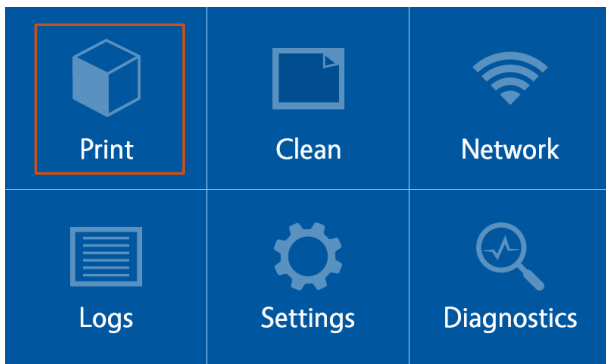 Print
Clean
Network
Logs
Settings
Diagnostics